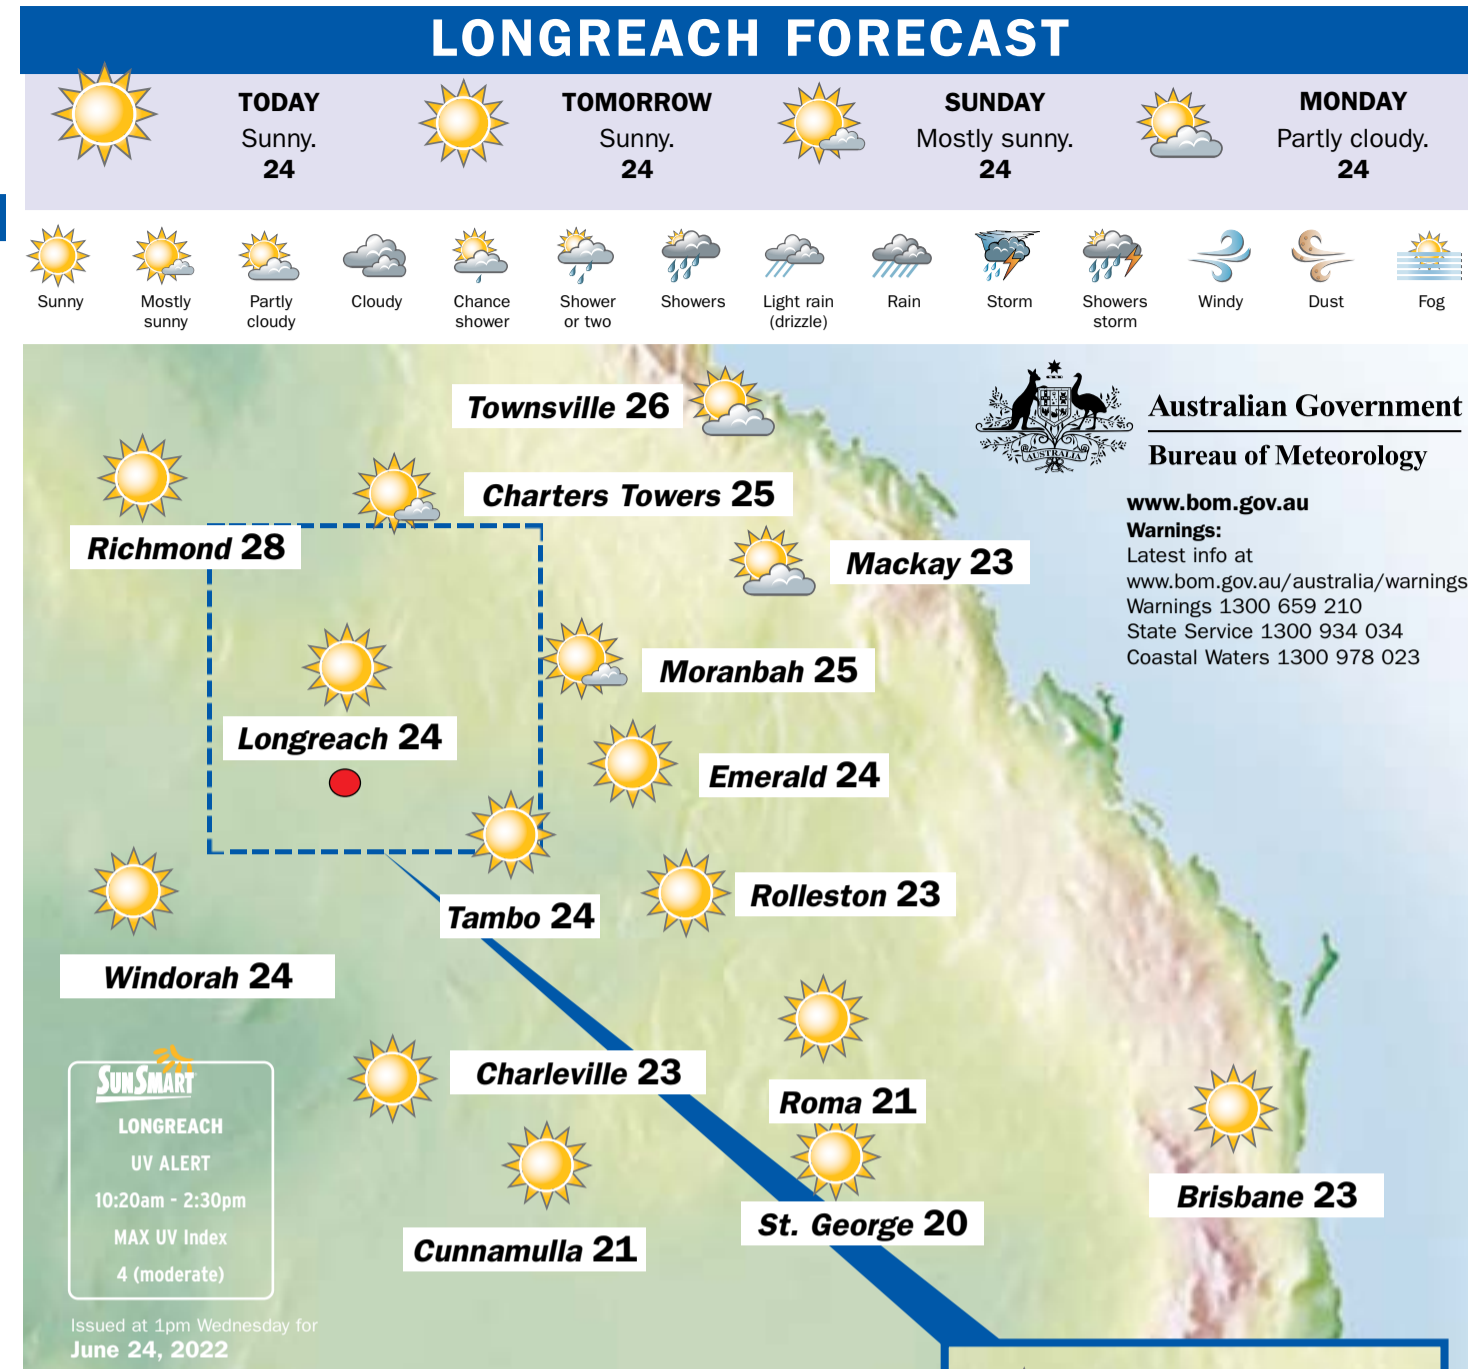 LONGREACH FORECAST
TODAY
Sunny.
24
TOMORROW
Sunny.
24
SUNDAY
Mostly sunny.
24
MONDAY
Partly cloudy.
24
Sunny
Mostly
sunny
Partly
cloudy
Cloudy
Chance
shower
Shower
or two
Showers
Light rain
(drizzle)
Rain
Storm
Showers
storm
Windy
Dust
Fog
Townsville 26
AUSTRALIA
Australian Government
Bureau of Meteorology
www.bom.gov.au
Warnings:
Latest info at
www.bom.gov.au/australia/warnings
Warnings 1300 659 210
State Service 1300 934 034
Coastal Waters 1300 978 023
Charters Towers 25
Richmond 28
Mackay 23
Moranbah 25
Longreach 24
Emerald 24
Rolleston 23
Tambo 24
Windorah 24
Charleville 23
Roma 21
Brisbane 23
St. George 20
Cunnamulla 21
SUNSMART
LONGREACH
UV ALERT
10:20am - 2:30pm
MAX UV Index
4 (moderate)
Issued at 1pm Wednesday for
June 24, 2022